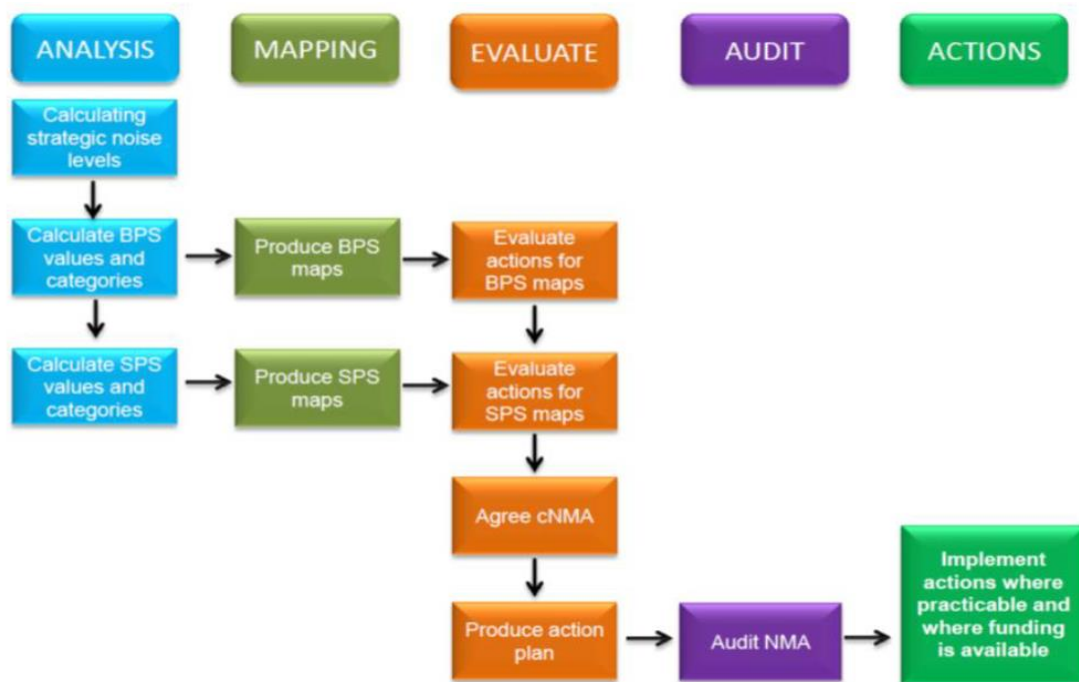 ANALYSIS
MAPPING
EVALUATE
AUDIT
ACTIONS
Calculating
strategic noise
levels
Calculate BPS
values and
categories
Produce BPS
maps
Evaluate
actions for
BPS maps
Calculate SPS
values and
categories
Produce SPS
maps
Evaluate
actions for
SPS maps
Agree cNMA
Produce action
plan
Audit NMA
Implement
actions where
practicable and
where funding
is available